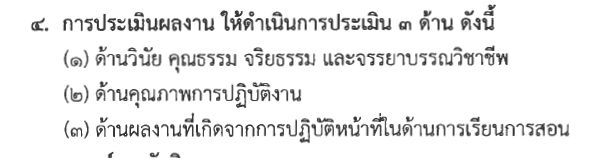 ๔. การประเมินผลงาน ให้ดำเนินการประเมิน ๓ ด้าน ดังนี้
(๑) ด้านวินัย คุณธรรม จริยธรรม และจรรยาบรรณวิชาชีพ
(๒) ด้านคุณภาพการปฏิบัติงาน
(๓) ด้านผลงานที่เกิดจากการปฏิบัติหน้าที่ในด้านการเรียนการสอน